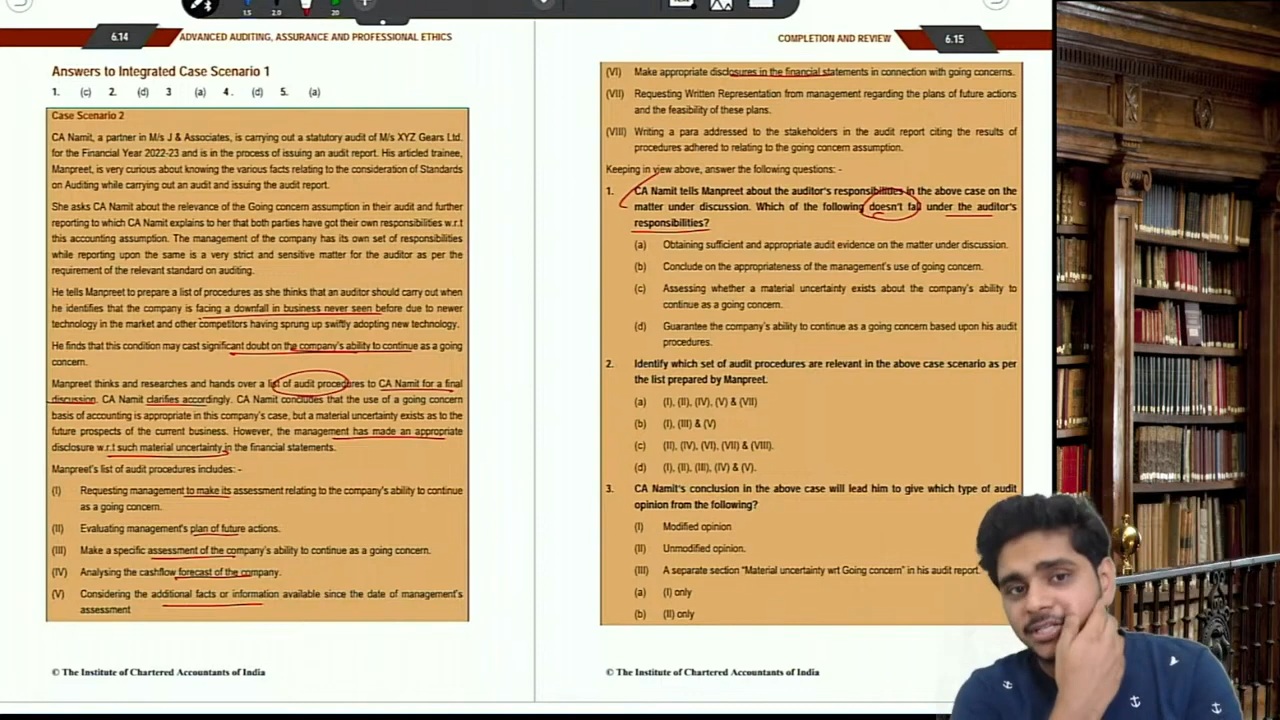 1.5
2.0
20
6.14
ADVANCED AUDITING, ASSURANCE AND PROFESSIONAL ETHICS
Answers to Integrated Case Scenario 1
1. (c) 2. (d) 3 (a) 4 . (d) 5. (a)
Case Scenario 2
CA Namit, a partner in M/s J & Associates, is carrying out a statutory audit of M/s XYZ Gears Ltd.
for the Financial Year 2022-23 and is in the process of issuing an audit report. His articled trainee,
Manpreet, is very curious about knowing the various facts relating to the consideration of Standards
on Auditing while carrying out an audit and issuing the audit report.
She asks CA Namit about the relevance of the Going concern assumption in their audit and further
reporting to which CA Namit explains to her that both parties have got their own responsibilities w.r.t
this accounting assumption. The management of the company has its own set of responsibilities
while reporting upon the same is a very strict and sensitive matter for the auditor as per the
requirement of the relevant standard on auditing.
He tells Manpreet to prepare a list of procedures as she thinks that an auditor should carry out when
he identifies that the company is facing a downfall in business never seen before due to newer
technology in the market and other competitors having sprung up swiftly adopting new technology.
He finds that this condition may cast significant doubt on the company's ability to continue as a going
concern.
Manpreet thinks and researches and hands over a list of audit procedures to CA Namit for a final
discussion. CA Namit clarifies accordingly. CA Namit concludes that the use of a going concern
basis of accounting is appropriate in this company's case, but a material uncertainty exists as to the
future prospects of the current business. However, the management has made an appropriate
disclosure w.r.t such material uncertainty in the financial statements.
Manpreet's list of audit procedures includes: -
(I) Requesting management to make its assessment relating to the company's ability to continue
as a going concern.
(II) Evaluating management's plan of future actions.
(III) Make a specific assessment of the company's ability to continue as a going concern.
(IV) Analysing the cashflow forecast of the company.
(V) Considering the additional facts or information available since the date of management's
assessment
© The Institute of Chartered Accountants of India
COMPLETION AND REVIEW
6.15
(VI) Make appropriate disclosures in the financial statements in connection with going concerns.
(VII) Requesting Written Representation from management regarding the plans of future actions
and the feasibility of these plans.
(VIII) Writing a para addressed to the stakeholders in the audit report citing the results of
procedures adhered to relating to the going concern assumption.
Keeping in view above, answer the following questions: -
1. CA Namit tells Manpreet about the auditor's responsibilities in the above case on the
matter under discussion. Which of the following doesn't fall under the auditor's
responsibilities?
(a) Obtaining sufficient and appropriate audit evidence on the matter under discussion.
(b) Conclude on the appropriateness of the management's use of going concern.
(c) Assessing whether a material uncertainty exists about the company's ability to
continue as a going concern.
(d) Guarantee the company's ability to continue as a going concern based upon his audit
procedures.
2. Identify which set of audit procedures are relevant in the above case scenario as per
the list prepared by Manpreet.
(a) (I), (II), (IV), (V) & (VII)
(b) (I), (III) & (V)
(c) (II), (IV), (VI), (VII) & (VIII).
(d) (I), (II), (III), (IV) & (V).
3. CA Namit's conclusion in the above case will lead him to give which type of audit
opinion from the following?
(I) Modified opinion
(II) Unmodified opinion.
(III) A separate section "Material uncertainty wrt Going concern" in his audit report.
(a) (I) only
(b) (II) only
© The Institute of Chartered Accountants of India